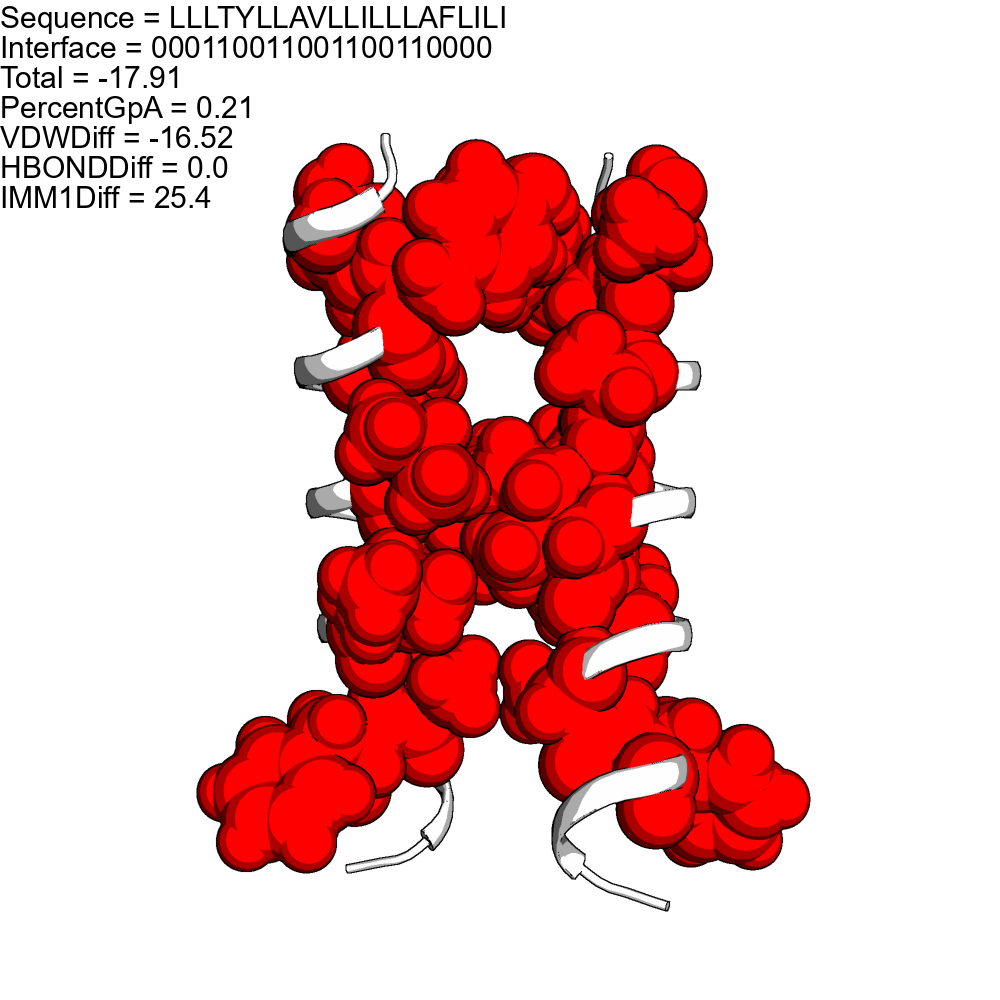 Sequence = LLLTYLLAVLLILLLAFLILI
Interface = 000110011001100110000
Total = -17.91
PercentGpA = 0.21
VDWDiff = -16.52
HBONDDiff = 0.0
IMM1Diff = 25.4